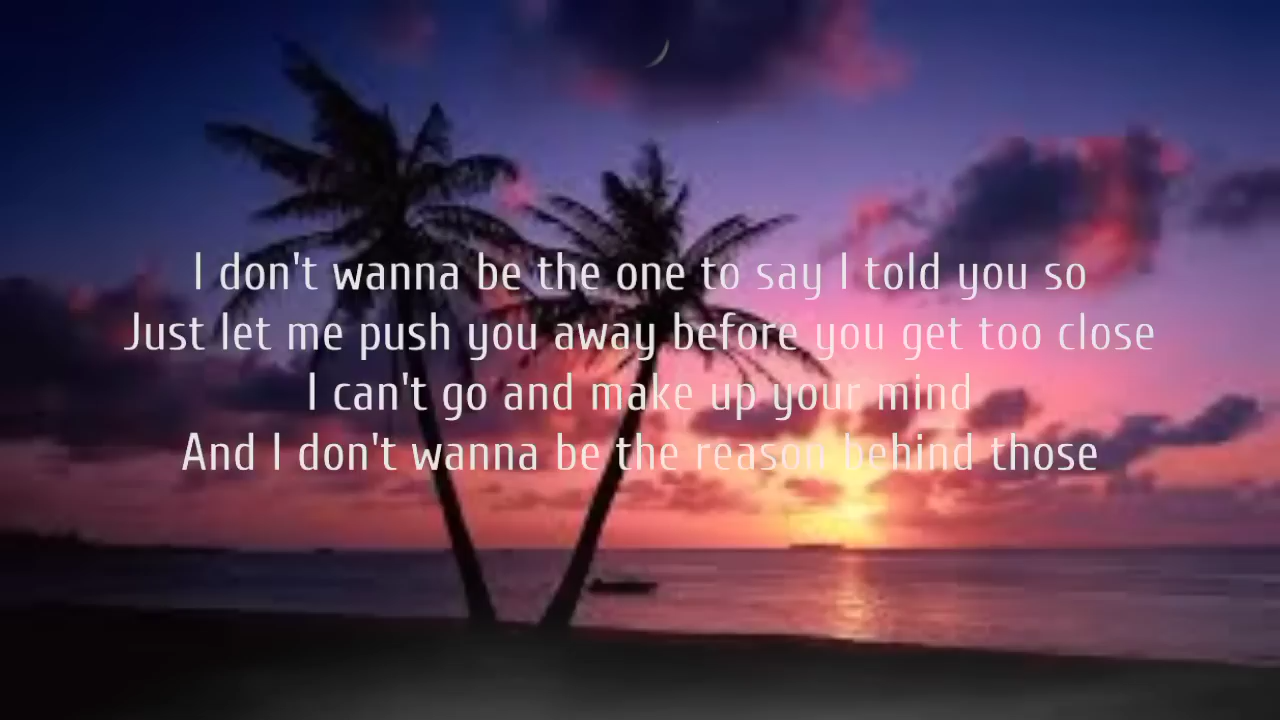 I don't wanna be the one to say I told you so
Just let me push you away before you get too close
I can't go and make up your mind
And I don't wanna be the reason behind those